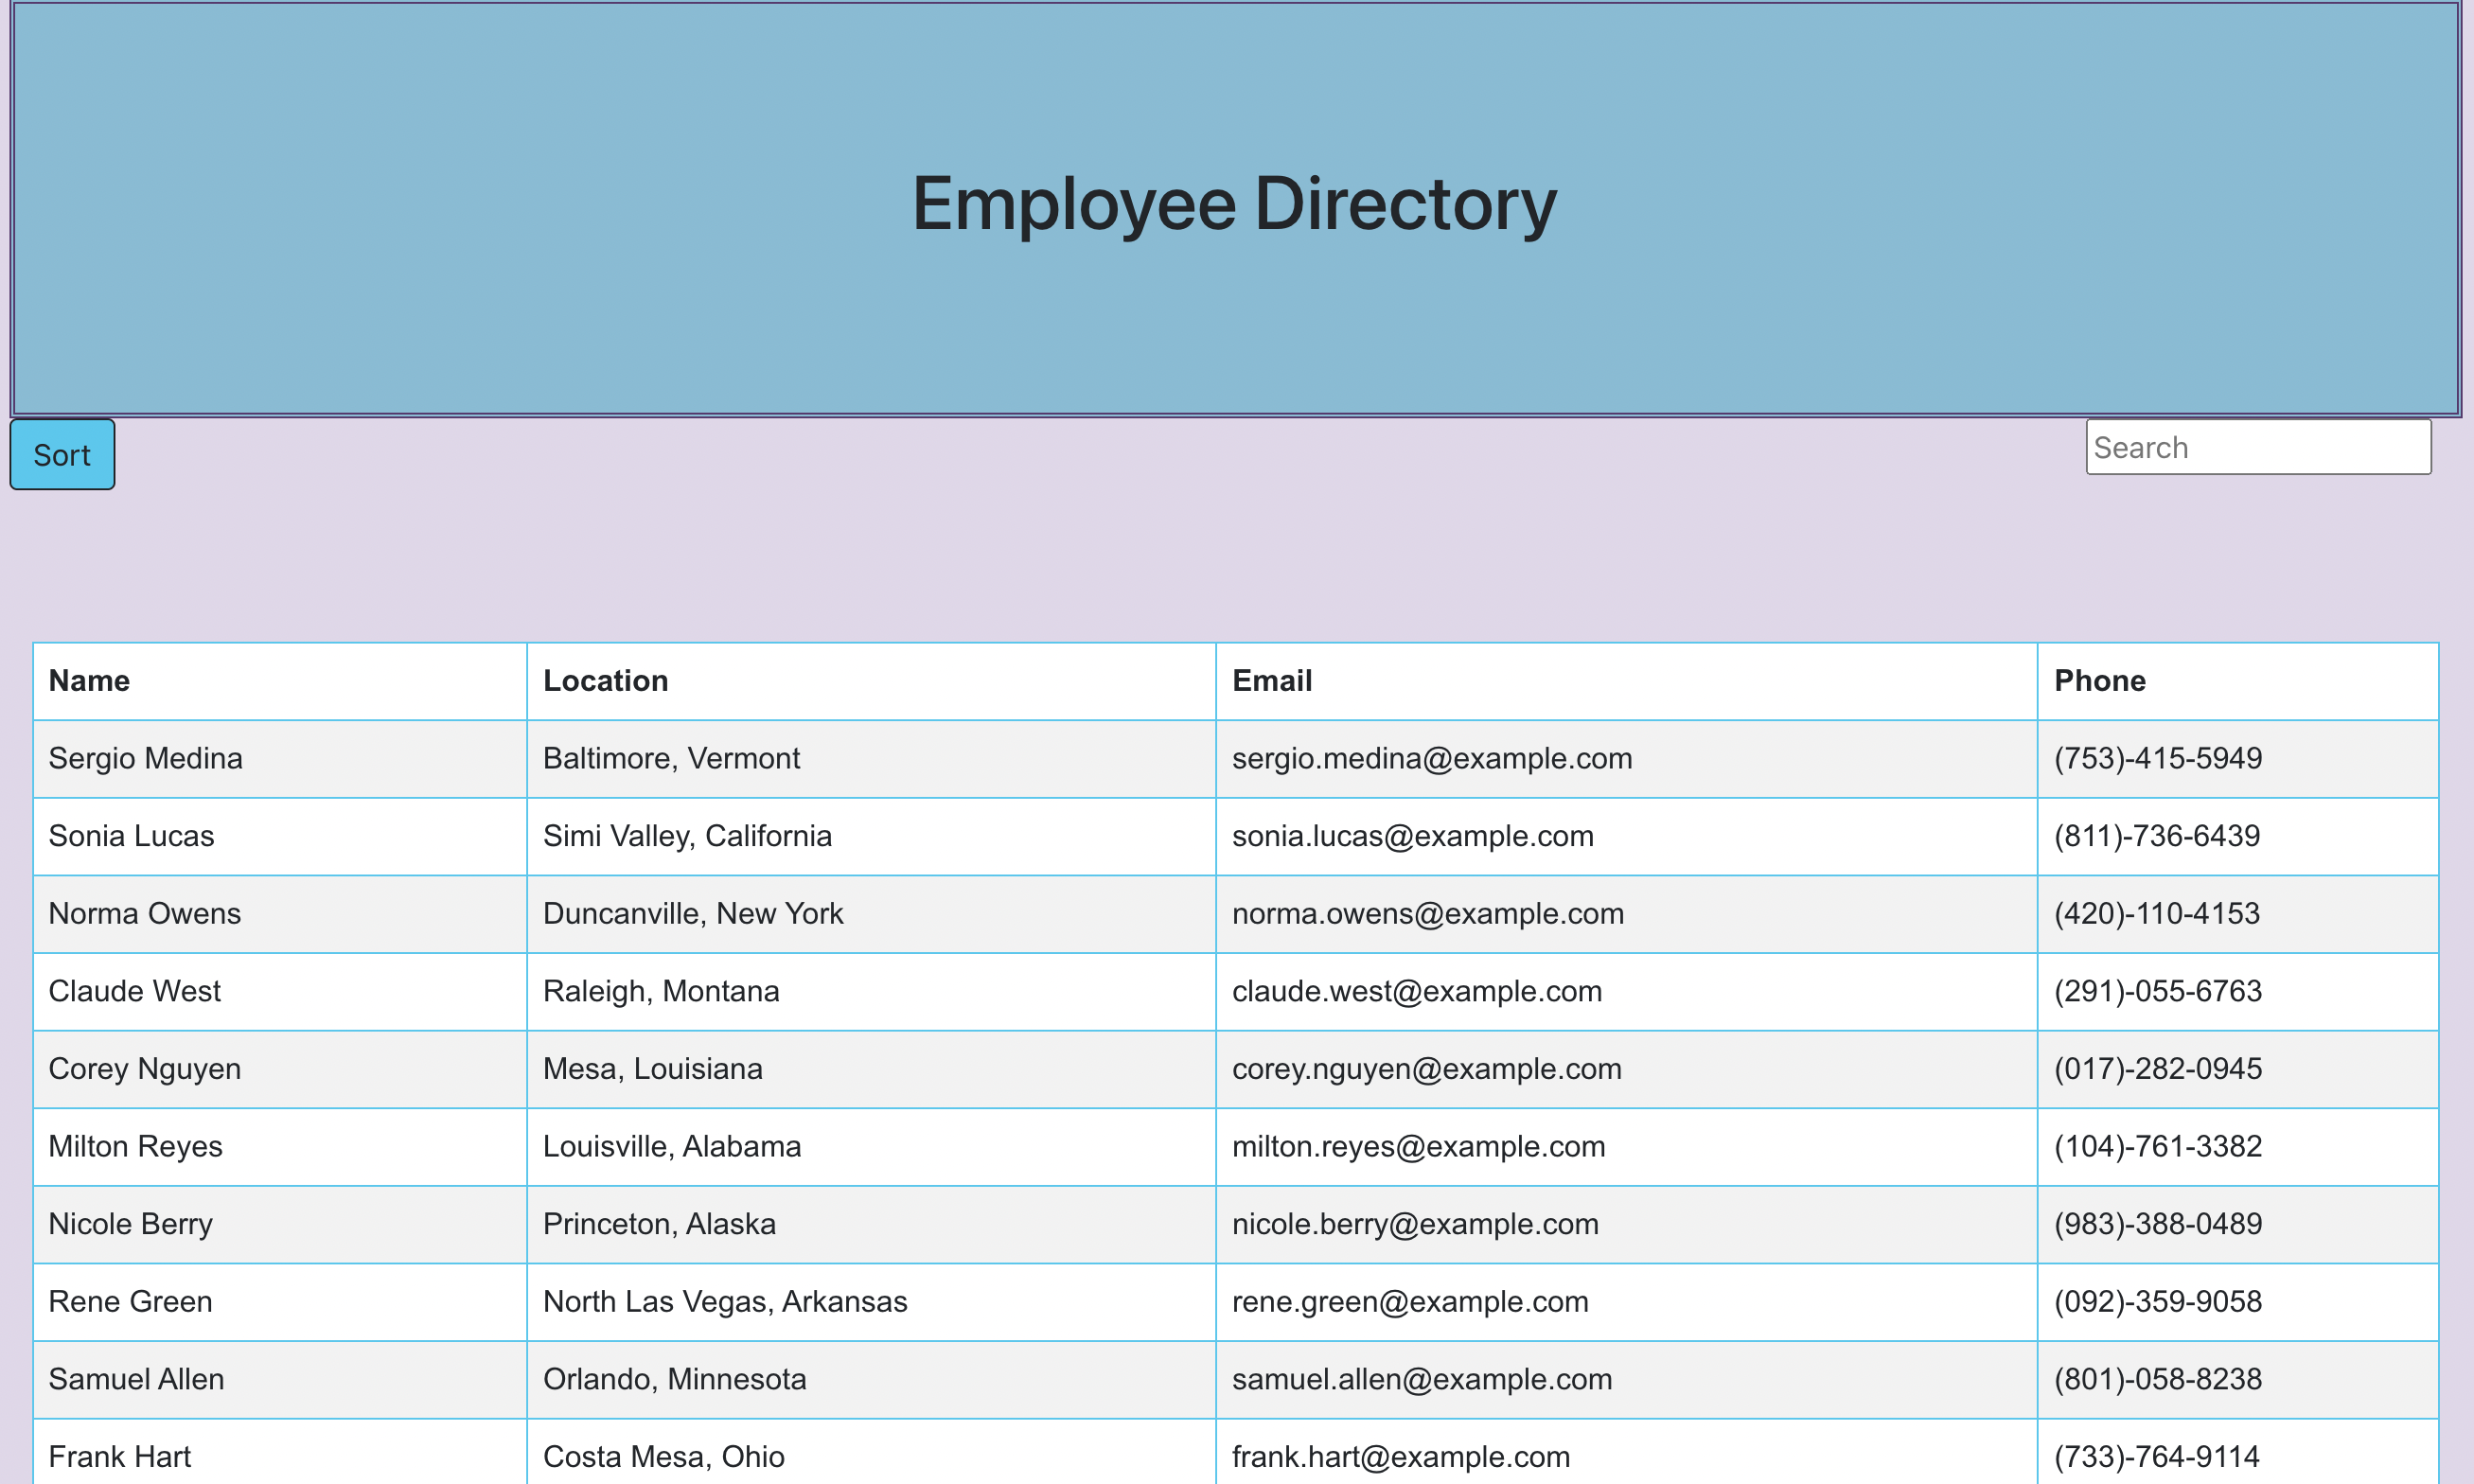 Employee Directory
Sort
Search
Name Location Email Phone
Sergio Medina Baltimore, Vermont sergio.medina@example.com (753)-415-5949
Sonia Lucas Simi Valley, California sonia.lucas@example.com (811)-736-6439
Norma Owens Duncanville, New York norma.owens@example.com (420)-110-4153
Claude West Raleigh, Montana claude.west@example.com (291)-055-6763
Corey Nguyen Mesa, Louisiana corey.nguyen@example.com (017)-282-0945
Milton Reyes Louisville, Alabama milton.reyes@example.com (104)-761-3382
Nicole Berry Princeton, Alaska nicole.berry@example.com (983)-388-0489
Rene Green North Las Vegas, Arkansas rene.green@example.com (092)-359-9058
Samuel Allen Orlando, Minnesota samuel.allen@example.com (801)-058-8238
Frank Hart Costa Mesa, Ohio frank.hart@example.com (733)-764-9114